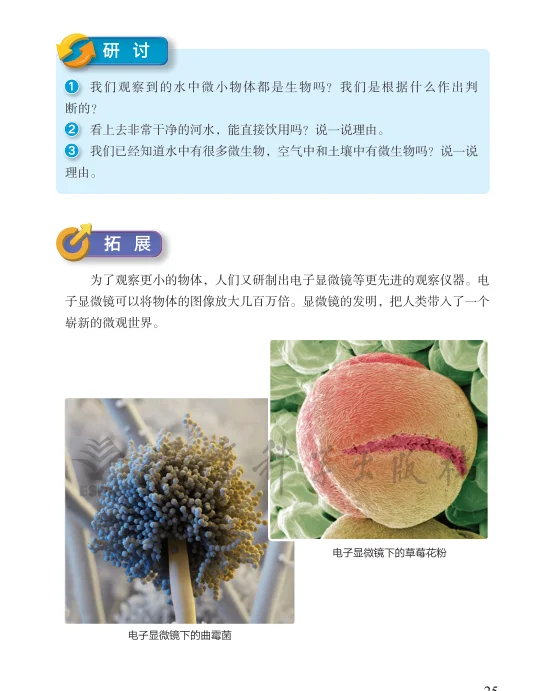 研 讨
1 我们观察到的水中微小物体都是生物吗？我们是根据什么作出判
断的？
2 看上去非常干净的河水，能直接饮用吗？说一说理由。
3 我们已经知道水中有很多微生物，空气中和土壤中有微生物吗？说一说
理由。
拓 展
为了观察更小的物体，人们又研制出电子显微镜等更先进的观察仪器。电
子显微镜可以将物体的图像放大几百万倍。显微镜的发明，把人类带入了一个
崭新的微观世界。
科学出版社
电子显微镜下的草莓花粉
电子显微镜下的曲霉菌